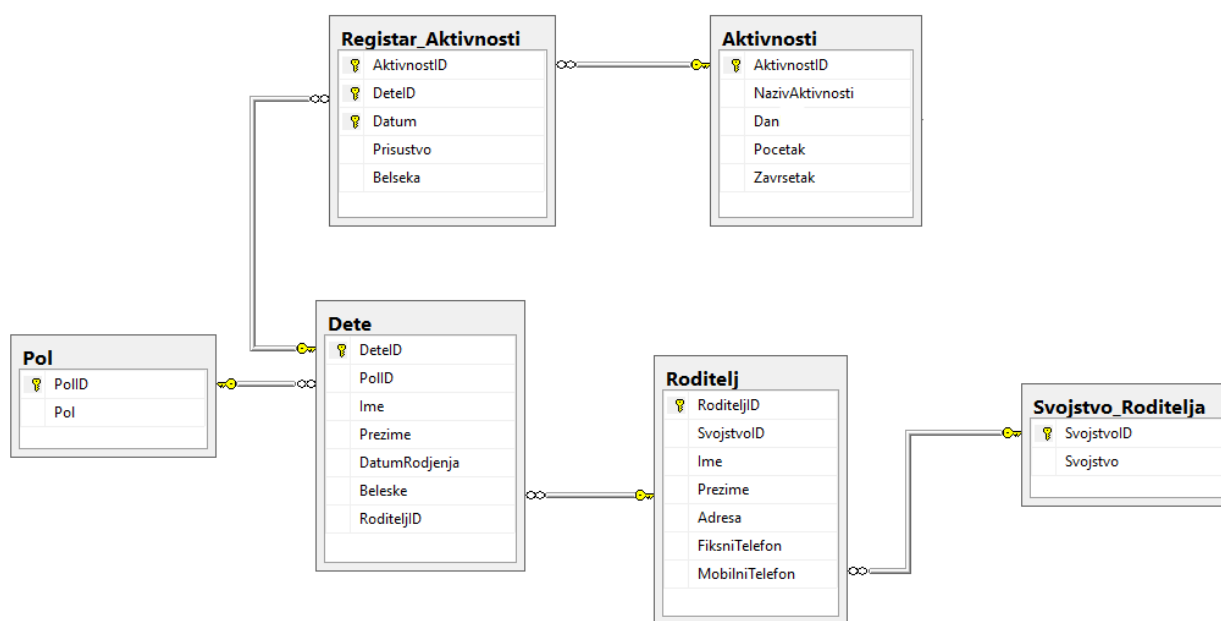 Registar_Aktivnosti
AktivnostID
DeteID
Datum
Prisustvo
Belseka
Aktivnosti
AktivnostID
NazivAktivnosti
Dan
Pocetak
Zavrsetak
Pol
PolID
Pol
Dete
DeteID
PolID
Ime
Prezime
DatumRodjenja
Beleske
RoditeljID
Roditelj
RoditeljID
SvojstvoID
Ime
Prezime
Adresa
FiksniTelefon
MobilniTelefon
Svojstvo_Roditelja
SvojstvoID
Svojstvo